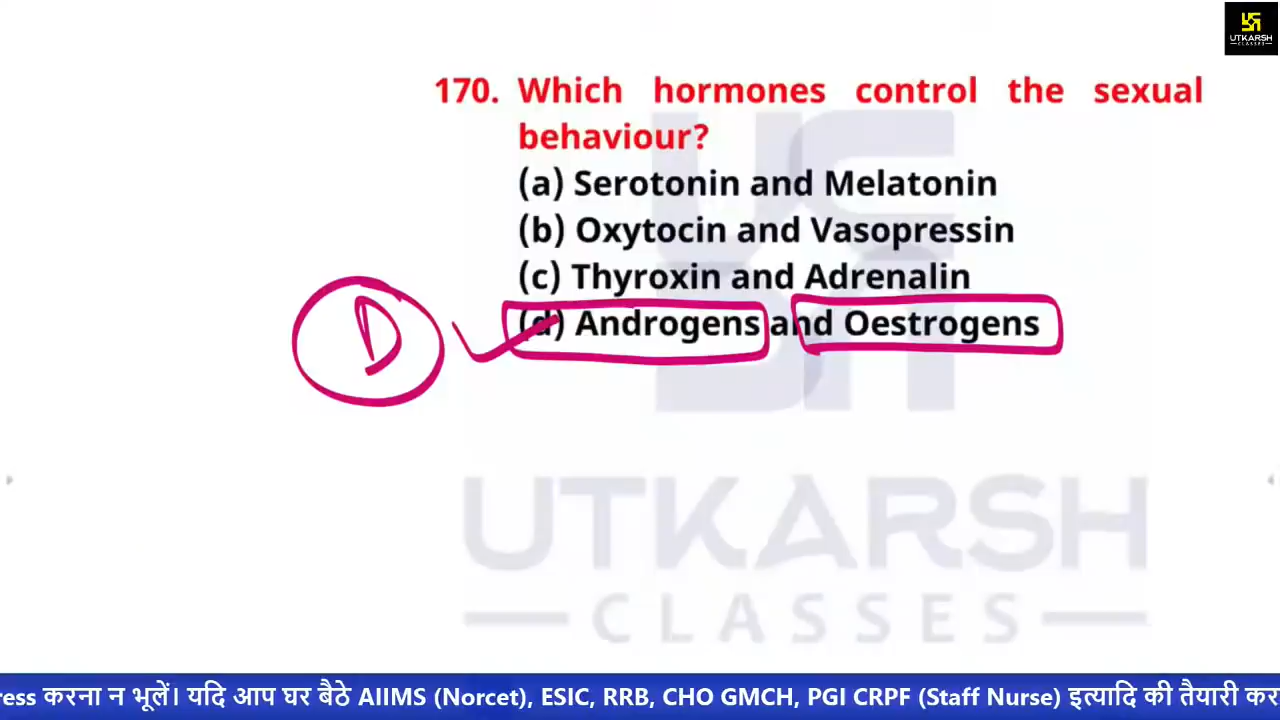 UTKARSH
CLASSES
170. Which hormones control the sexual
behaviour?
(a) Serotonin and Melatonin
(b) Oxytocin and Vasopressin
(c) Thyroxin and Adrenalin
(d) Androgens and Oestrogens
D
UTKARSH
CLASSES
ress करना न भूलें। यदि आप घर बैठे AIIMS (Norcet), ESIC, RRB, CHO GMCH, PGI CRPF (Staff Nurse) इत्यादि की तैयारी कर